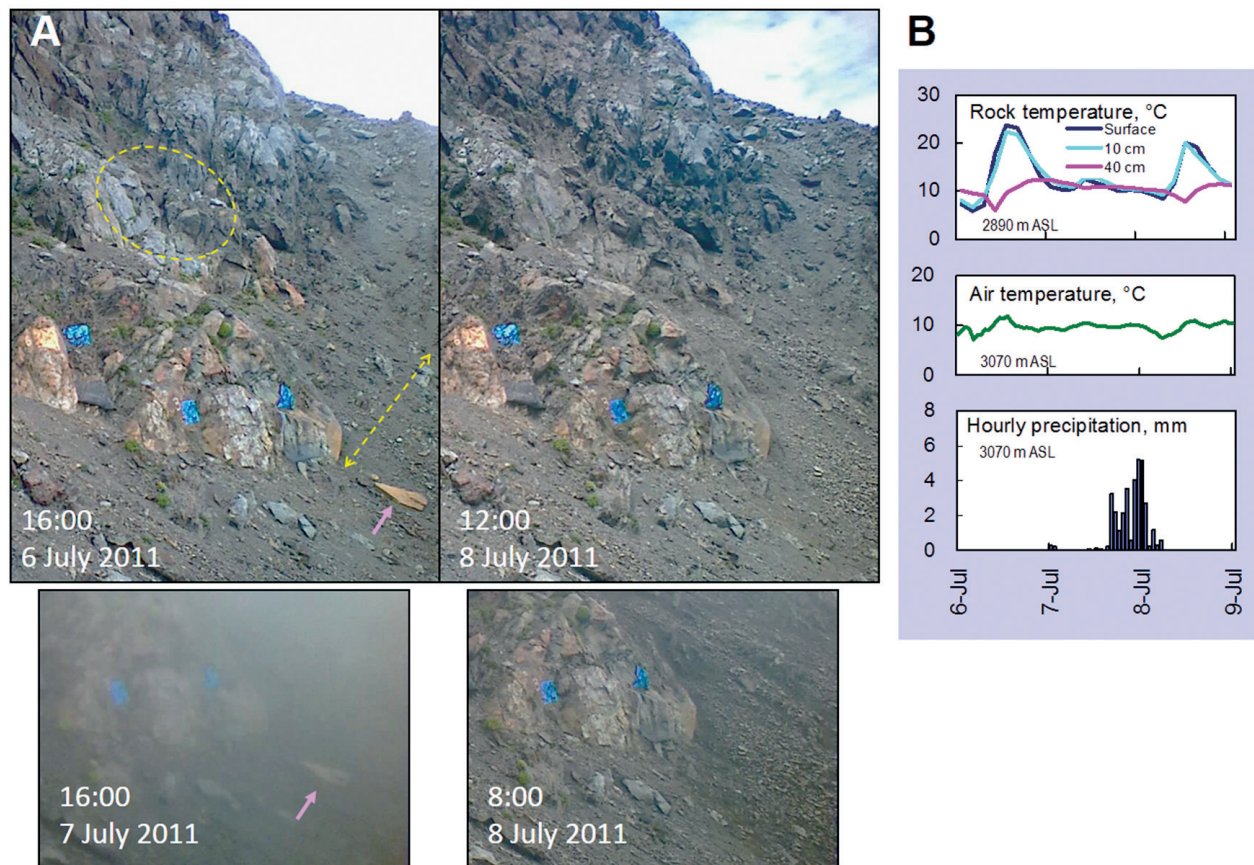 A
16:00
6 July 2011
12:00
8 July 2011
16:00
7 July 2011
8:00
8 July 2011
B
30
20
10
0
Rock temperature, °C
Surface
10 cm
40 cm
2890 m ASL
20
10
0
Air temperature, °C
3070 m ASL
8
6
4
2
0
Hourly precipitation, mm
3070 m ASL
6-Jul
7-Jul
8-Jul
9-Jul